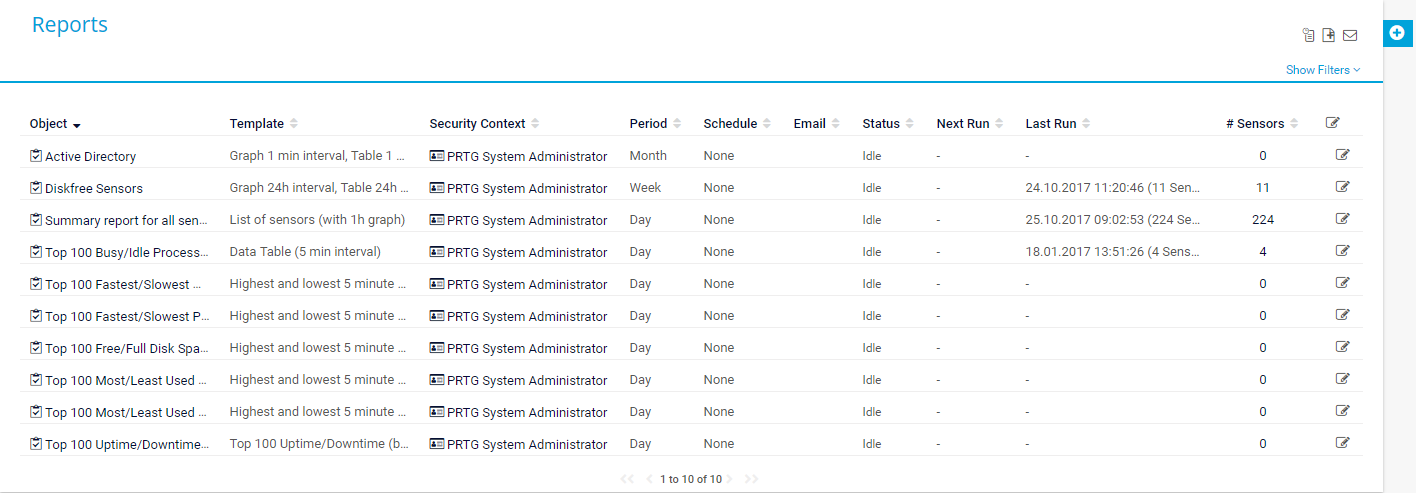 Reports
Show Filters
Object Template Security Context Period Schedule Email Status Next Run Last Run # Sensors
Active Directory Graph 1 min interval, Table 1 ... PRTG System Administrator Month None Idle - - 0
Diskfree Sensors Graph 24h interval, Table 24h ... PRTG System Administrator Week None Idle - 24.10.2017 11:20:46 (11 Sen... 11
Summary report for all sen... List of sensors (with 1h graph) PRTG System Administrator Day None Idle - 25.10.2017 09:02:53 (224 Se... 224
Top 100 Busy/Idle Process... Data Table (5 min interval) PRTG System Administrator Day None Idle - 18.01.2017 13:51:26 (4 Sens... 4
Top 100 Fastest/Slowest ... Highest and lowest 5 minute ... PRTG System Administrator Day None Idle - - 0
Top 100 Fastest/Slowest P... Highest and lowest 5 minute ... PRTG System Administrator Day None Idle - - 0
Top 100 Free/Full Disk Spa... Highest and lowest 5 minute ... PRTG System Administrator Day None Idle - - 0
Top 100 Most/Least Used ... Highest and lowest 5 minute ... PRTG System Administrator Day None Idle - - 0
Top 100 Most/Least Used ... Highest and lowest 5 minute ... PRTG System Administrator Day None Idle - - 0
Top 100 Uptime/Downtime... Top 100 Uptime/Downtime (b... PRTG System Administrator Day None Idle - - 0
1 to 10 of 10